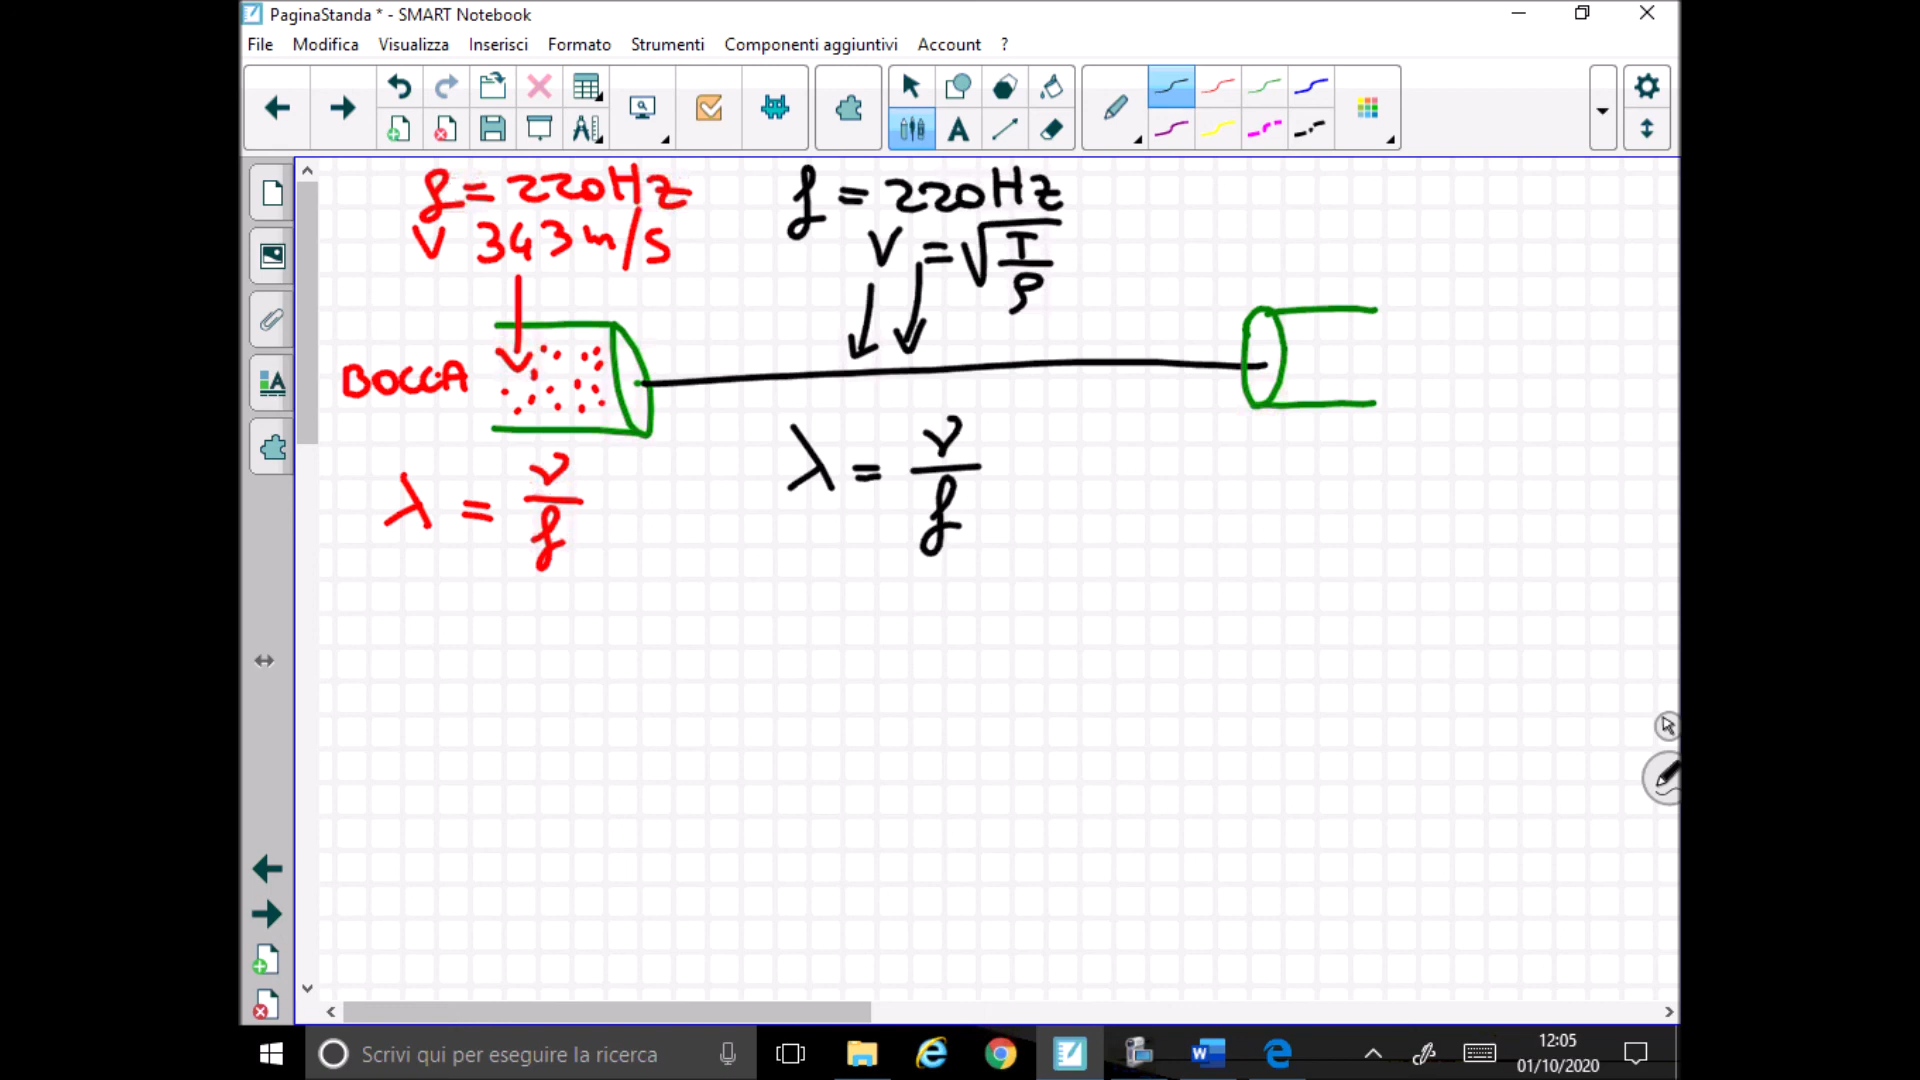 PaginaStanda * - SMART Notebook
File Modifica Visualizza Inserisci Formato Strumenti Componenti aggiuntivi Account ?
f = 220Hz
V 343 m/s
f = 220Hz
V = √T/ρ
BOCCA
λ = v/f
λ = v/f
Scrivi qui per eseguire la ricerca
12:05
01/10/2020